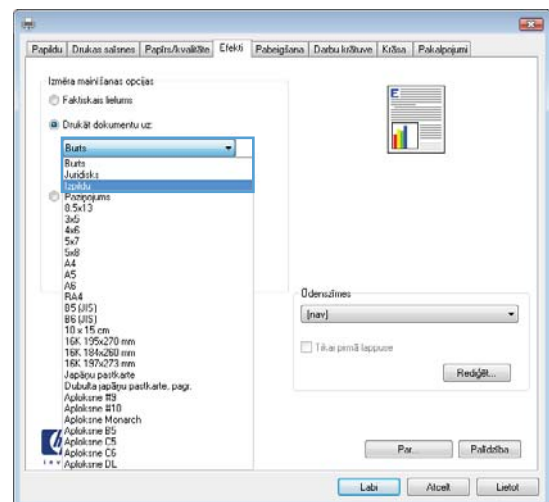 Papildu Drukas saīsnes Papīrs/kvalitāte Efekti Pabeigšana Darbu krātuve Krāsa Pakalpojumi
Izmēra mainīšanas opcijas
Faktiskais lielums
Drukāt dokumentu uz:
Burts
Burts
Juridisks
Izpildu
Paziņojums
8.5x13
3x5
4x6
5x7
5x8
A4
A5
A6
RA4
B5 (JIS)
B6 (JIS)
10 x 15 cm
16K 195x270 mm
16K 184x260 mm
16K 197x273 mm
Japāņu pastkarte
Dubulta japāņu pastkarte, pagr.
Aploksne #9
Aploksne #10
Aploksne Monarch
Aploksne B5
Aploksne C5
Aploksne C6
Aploksne DL
E
Ūdenszīmes
[nav]
Tikai pirmā lappuse
Rediģēt...
Par... Palīdzība
Labi Atcelt Lietot